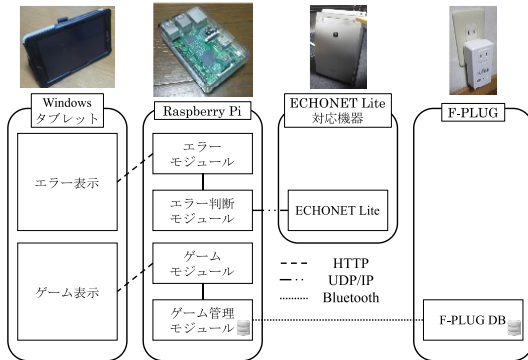 Windows
タブレット
Raspberry Pi
ECHONET Lite
対応機器
F-PLUG
エラー表示
エラー
モジュール
エラー判断
モジュール
ECHONET Lite
ゲーム表示
ゲーム
モジュール
ゲーム管理
モジュール
HTTP
UDP/IP
Bluetooth
F-PLUG DB